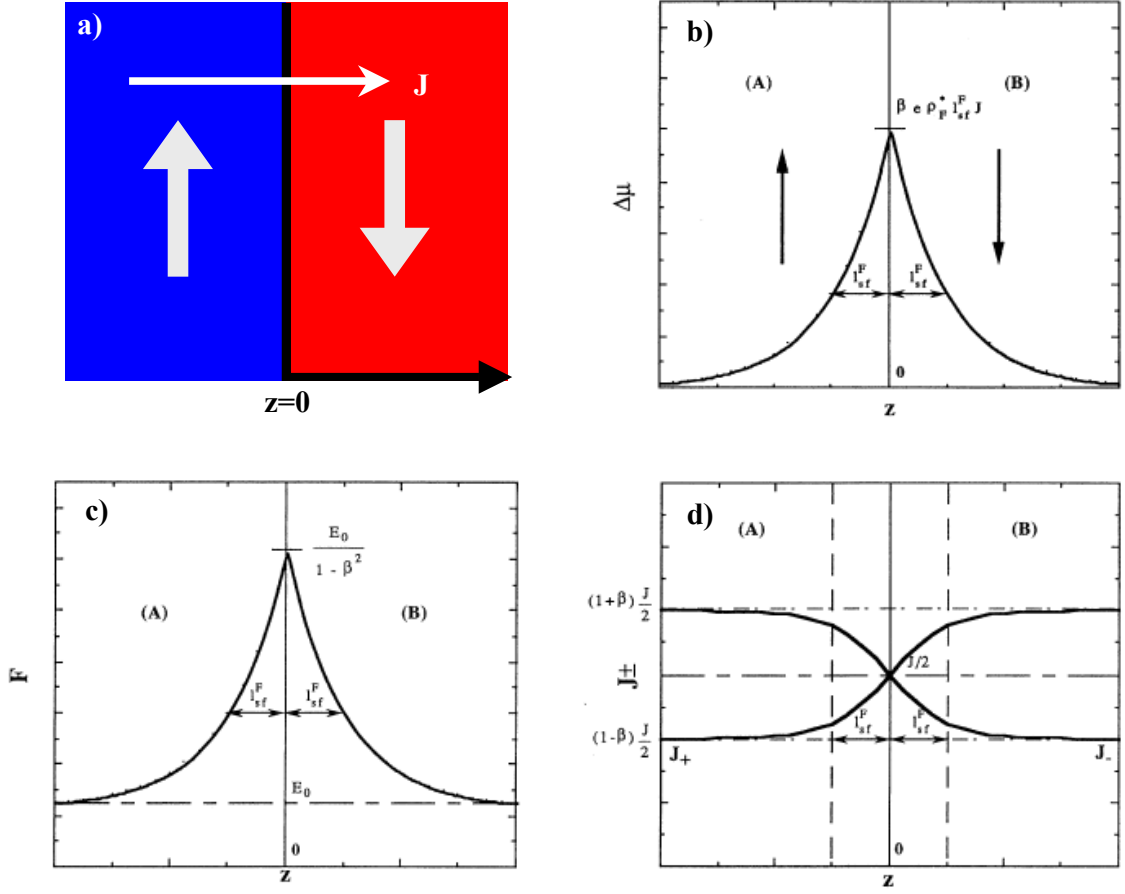 a)
J
z=0
b)
(A)
(B)
β e ρ*F lFsf J
Δμ
lFsf
lFsf
0
z
c)
E0
1 - β2
(A)
(B)
F
lFsf
lFsf
E0
0
z
d)
(A)
(B)
(1+β) J
2
J±
J/2
(1-β) J
2
lFsf
lFsf
J+
J-
0
z